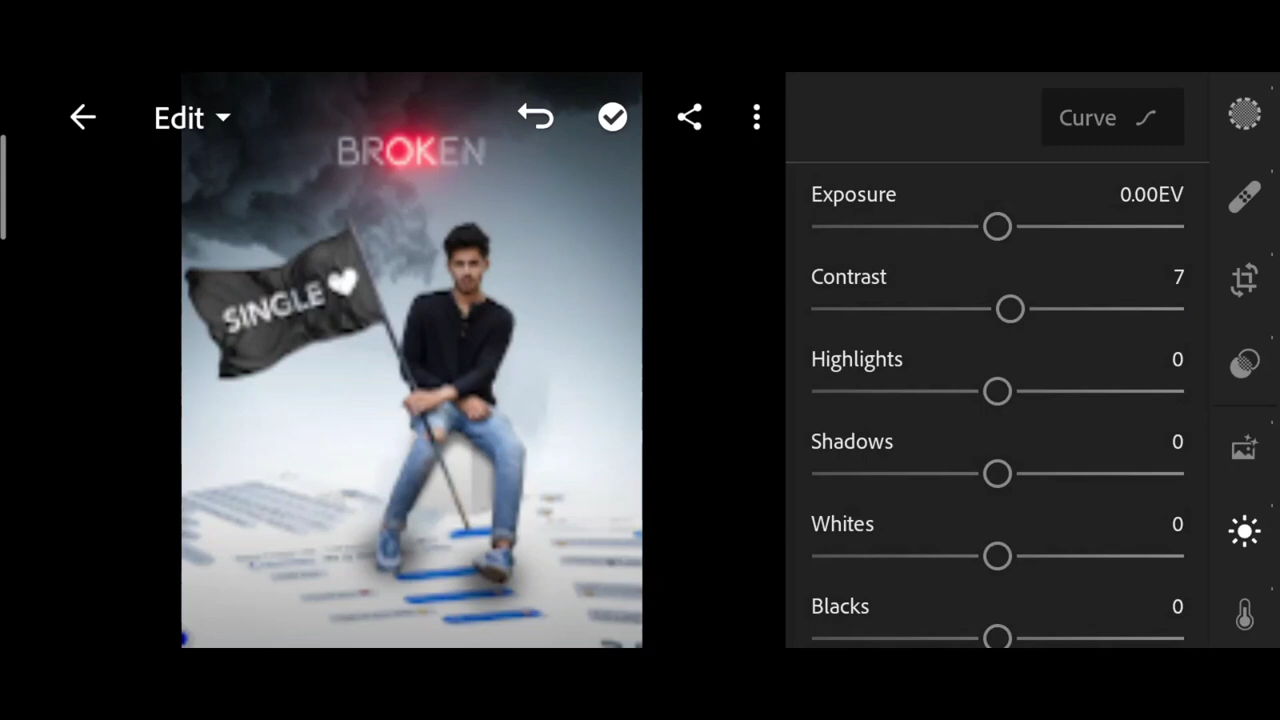 Edit
Curve
BROKEN
Exposure 0.00EV
Contrast 7
SINGLE
Highlights 0
Shadows 0
Whites 0
Blacks 0